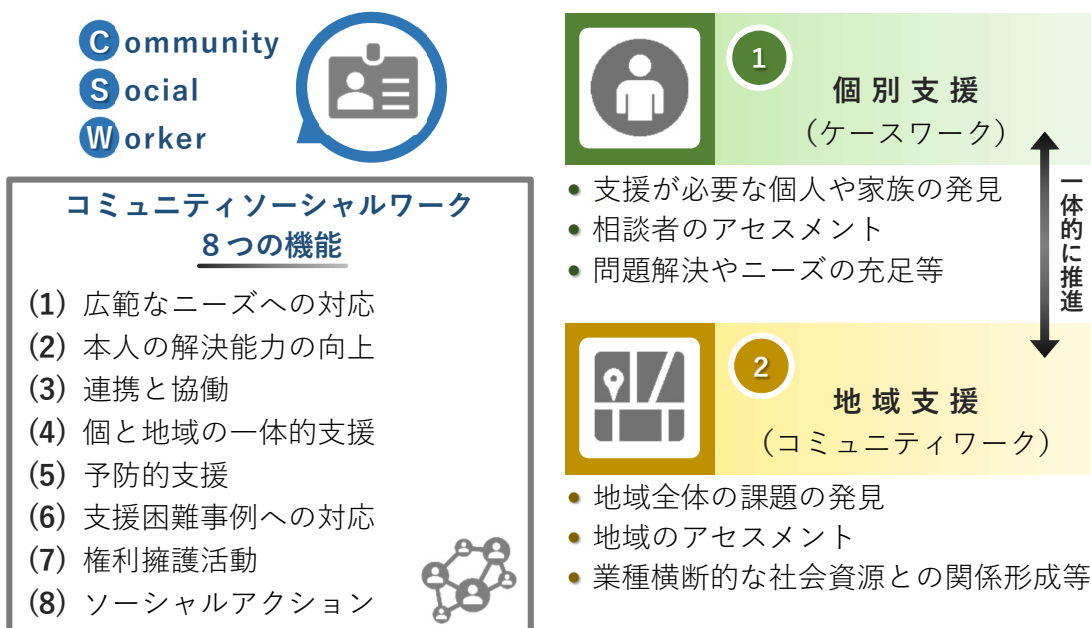 Community
Social
Worker
コミュニティソーシャルワーク
８つの機能
(1) 広範なニーズへの対応
(2) 本人の解決能力の向上
(3) 連携と協働
(4) 個と地域の一体的支援
(5) 予防的支援
(6) 支援困難事例への対応
(7) 権利擁護活動
(8) ソーシャルアクション
1
個別支援
（ケースワーク）
• 支援が必要な個人や家族の発見
• 相談者のアセスメント
• 問題解決やニーズの充足等
一体的に推進
2
地域支援
（コミュニティワーク）
• 地域全体の課題の発見
• 地域のアセスメント
• 業種横断的な社会資源との関係形成等